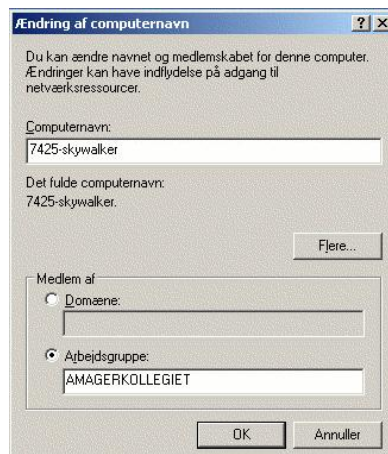 Ændring af computernavn
Du kan ændre navnet og medlemskabet for denne computer.
Ændringer kan have indflydelse på adgang til
netværksressourcer.
Computernavn:
7425-skywalker
Det fulde computernavn:
7425-skywalker.
Flere...
Medlem af
Domæne:
Arbejdsgruppe:
AMAGERKOLLEGIET
OK
Annuller